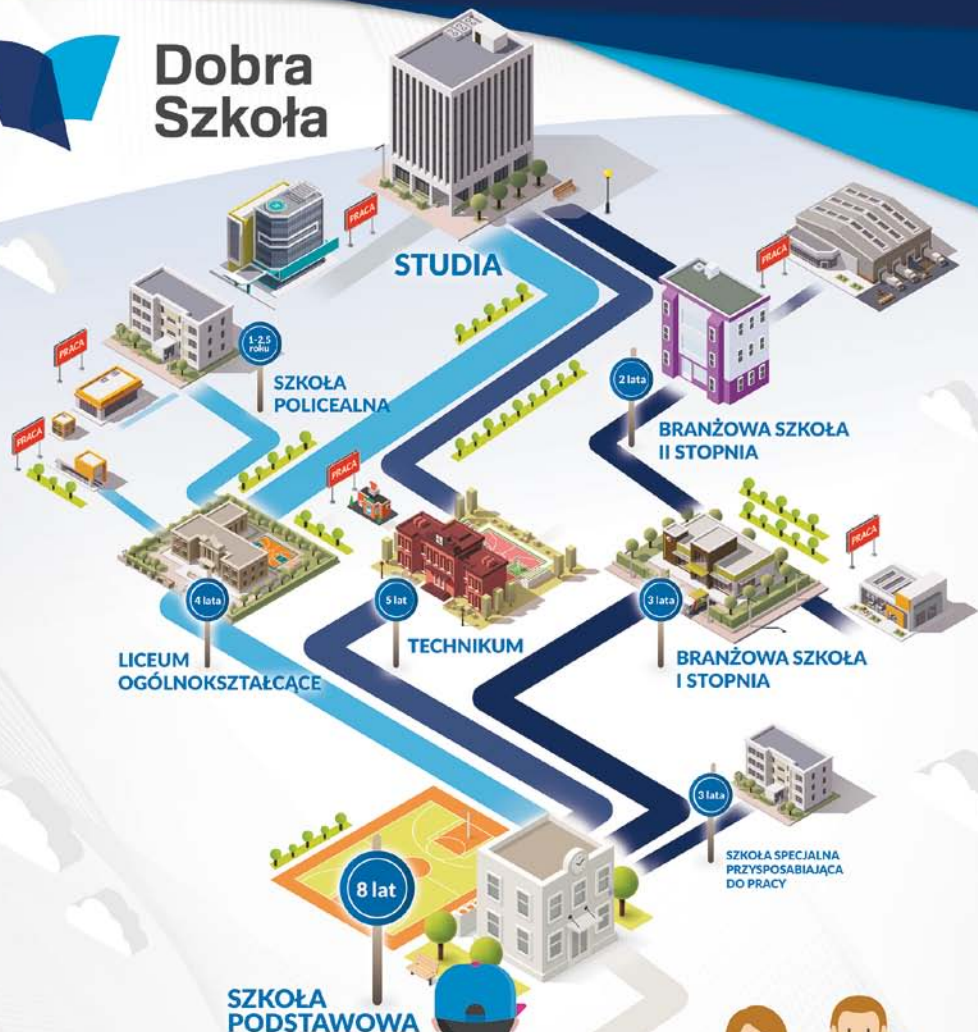 Dobra
Szkoła
PRACA
STUDIA
PRACA
1-2,5
roku
PRACA
SZKOŁA
POLICEALNA
2 lata
BRANŻOWA SZKOŁA
II STOPNIA
PRACA
PRACA
PRACA
4 lata
5 lat
3 lata
LICEUM
OGÓLNOKSZTAŁCĄCE
TECHNIKUM
BRANŻOWA SZKOŁA
I STOPNIA
3 lata
SZKOŁA SPECJALNA
PRZYSPOSABIAJĄCA
DO PRACY
8 lat
SZKOŁA
PODSTAWOWA